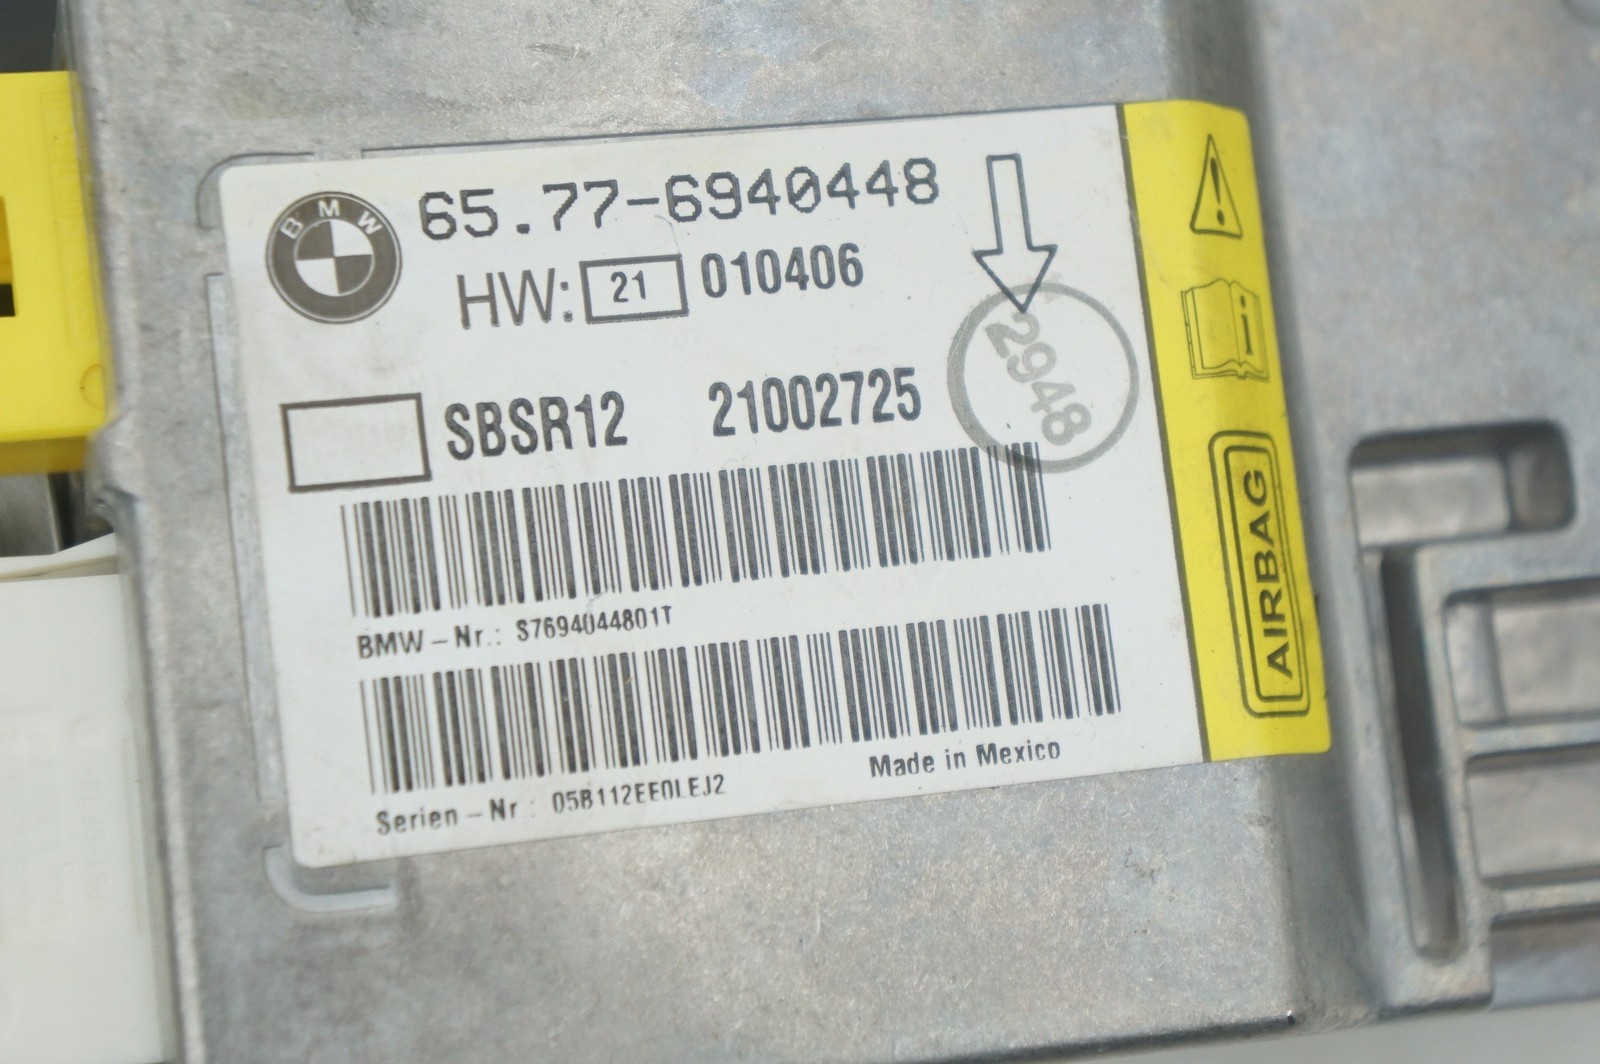 BMW
65.77-6940448
HW: 21 010406
2948
SBSR12 21002725
BMW-Nr.: S7694044801T
Serien-Nr: 05B112EE0LEJ2
Made in Mexico
i
AIRBAG